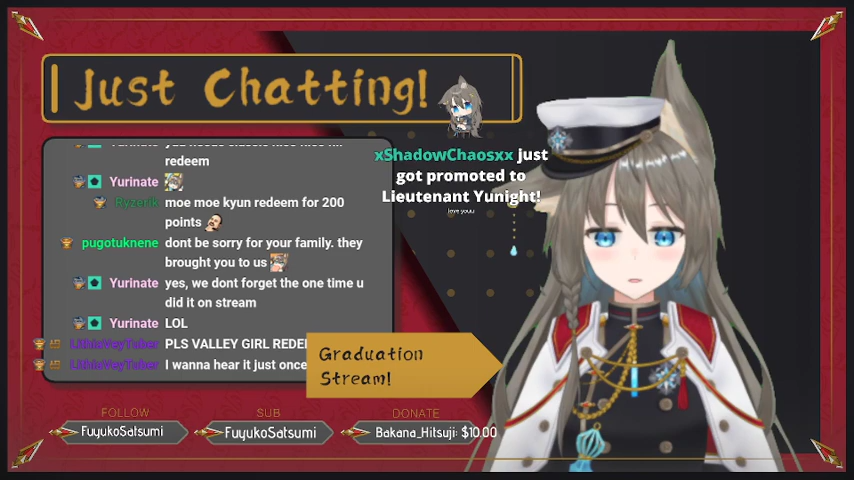 Just Chatting!
redeem
Yurinate
Ryzerik moe moe kyun redeem for 200
points
pugotuknene dont be sorry for your family. they
brought you to us
Yurinate yes, we dont forget the one time u
did it on stream
Yurinate LOL
PLS VALLEY GIRL
I wanna hear it just once
xShadowChaosxx just
got promoted to
Lieutenant Yunight!
love youu
Graduation
Stream!
FOLLOW
FuyukoSatsumi
SUB
FuyukoSatsumi
DONATE
Bakana_Hitsuji: $10.00